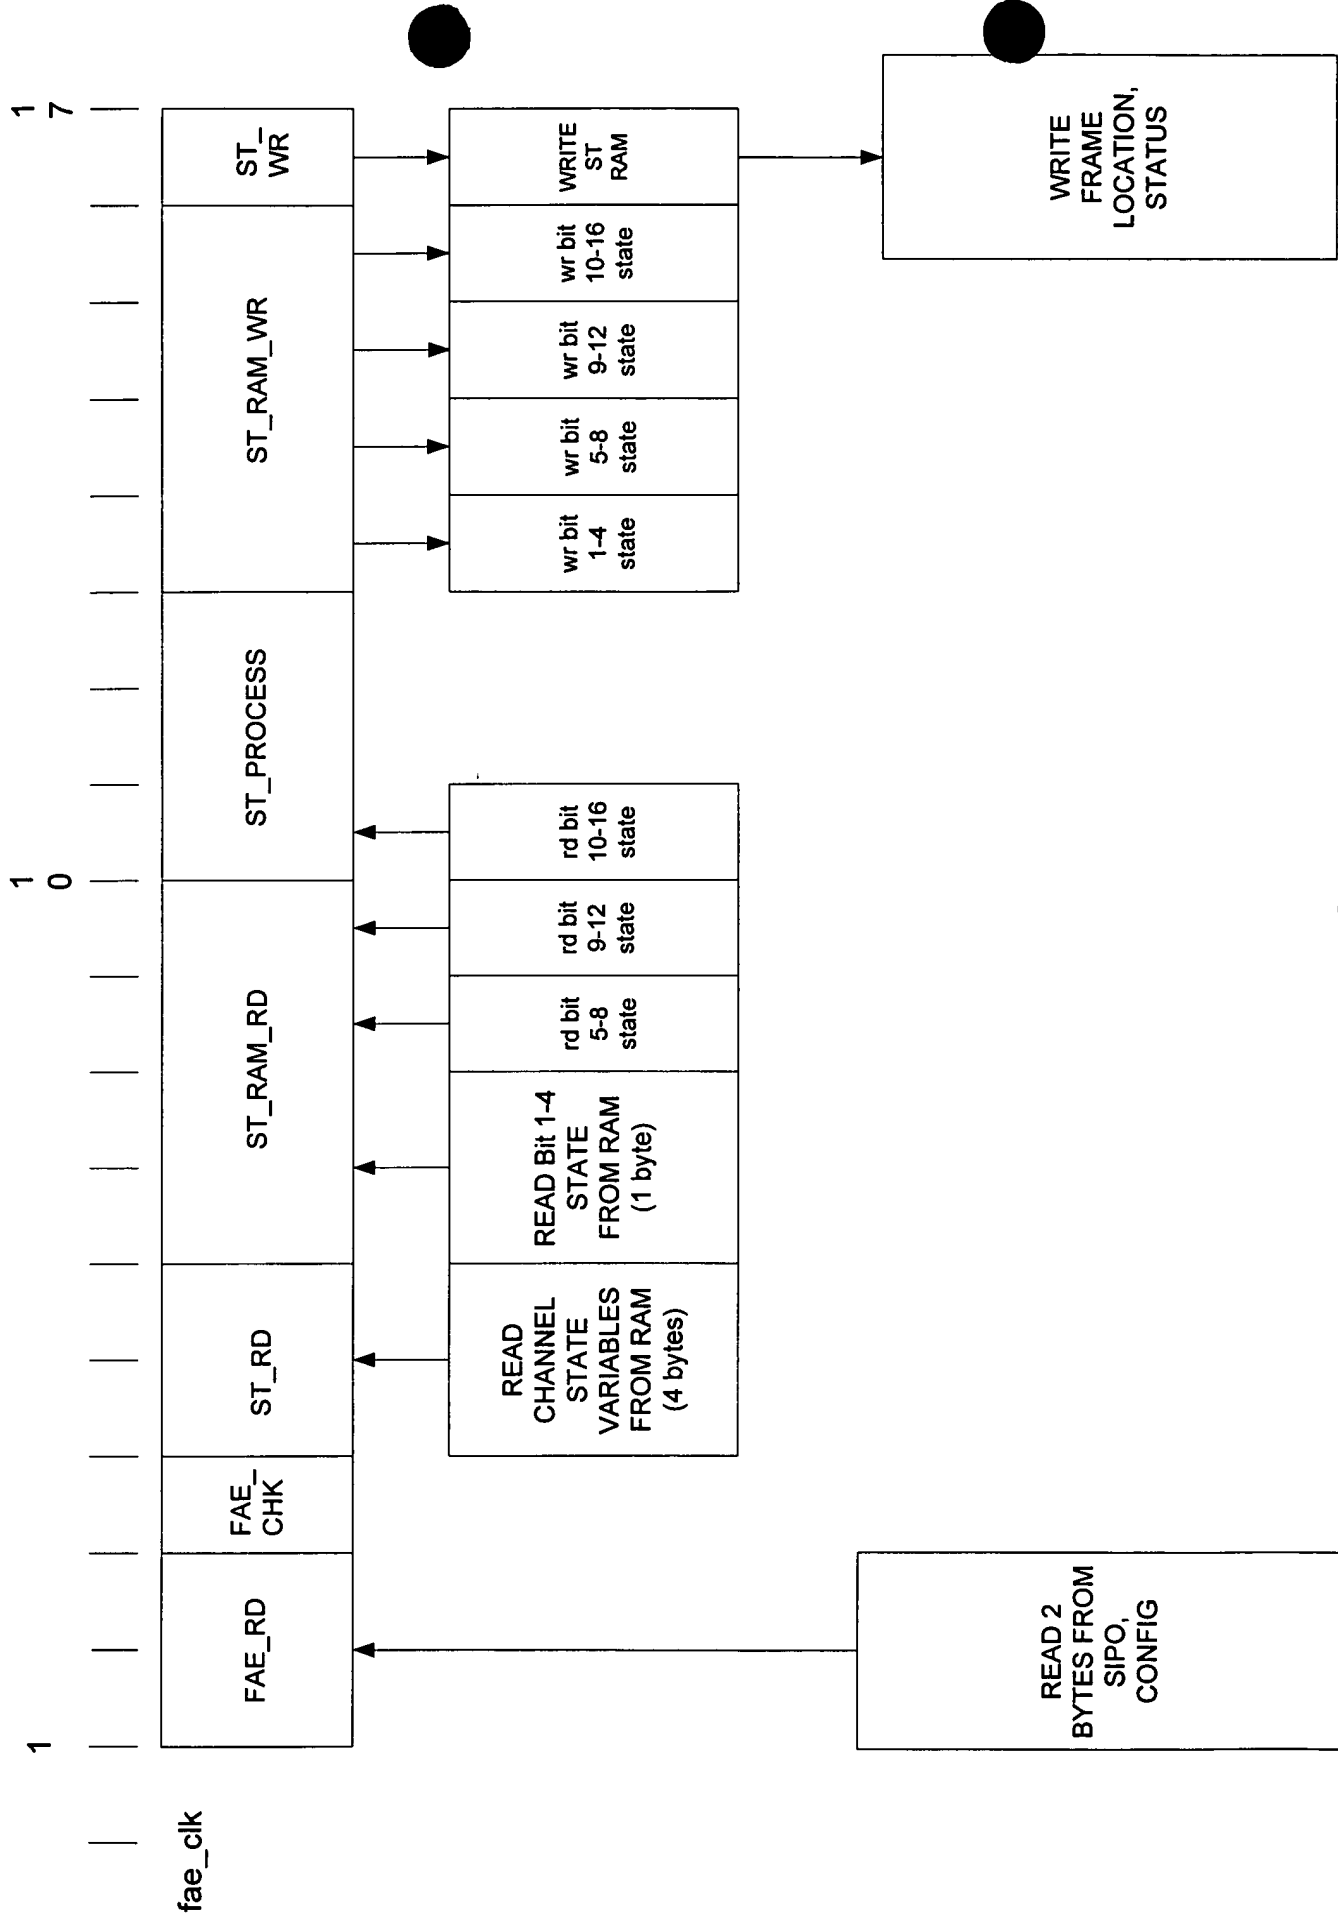 1
1
0
1
7
fae_clk
FAE_RD
FAE_
CHK
ST_RD
ST_RAM_RD
ST_PROCESS
ST_RAM_WR
ST_
WR
READ
CHANNEL
STATE
VARIABLES
FROM RAM
(4 bytes)
READ Bit 1-4
STATE
FROM RAM
(1 byte)
rd bit
5-8
state
rd bit
9-12
state
rd bit
10-16
state
wr bit
1-4
state
wr bit
5-8
state
wr bit
9-12
state
wr bit
10-16
state
WRITE
ST
RAM
READ 2
BYTES FROM
SIPO,
CONFIG
WRITE
FRAME
LOCATION,
STATUS